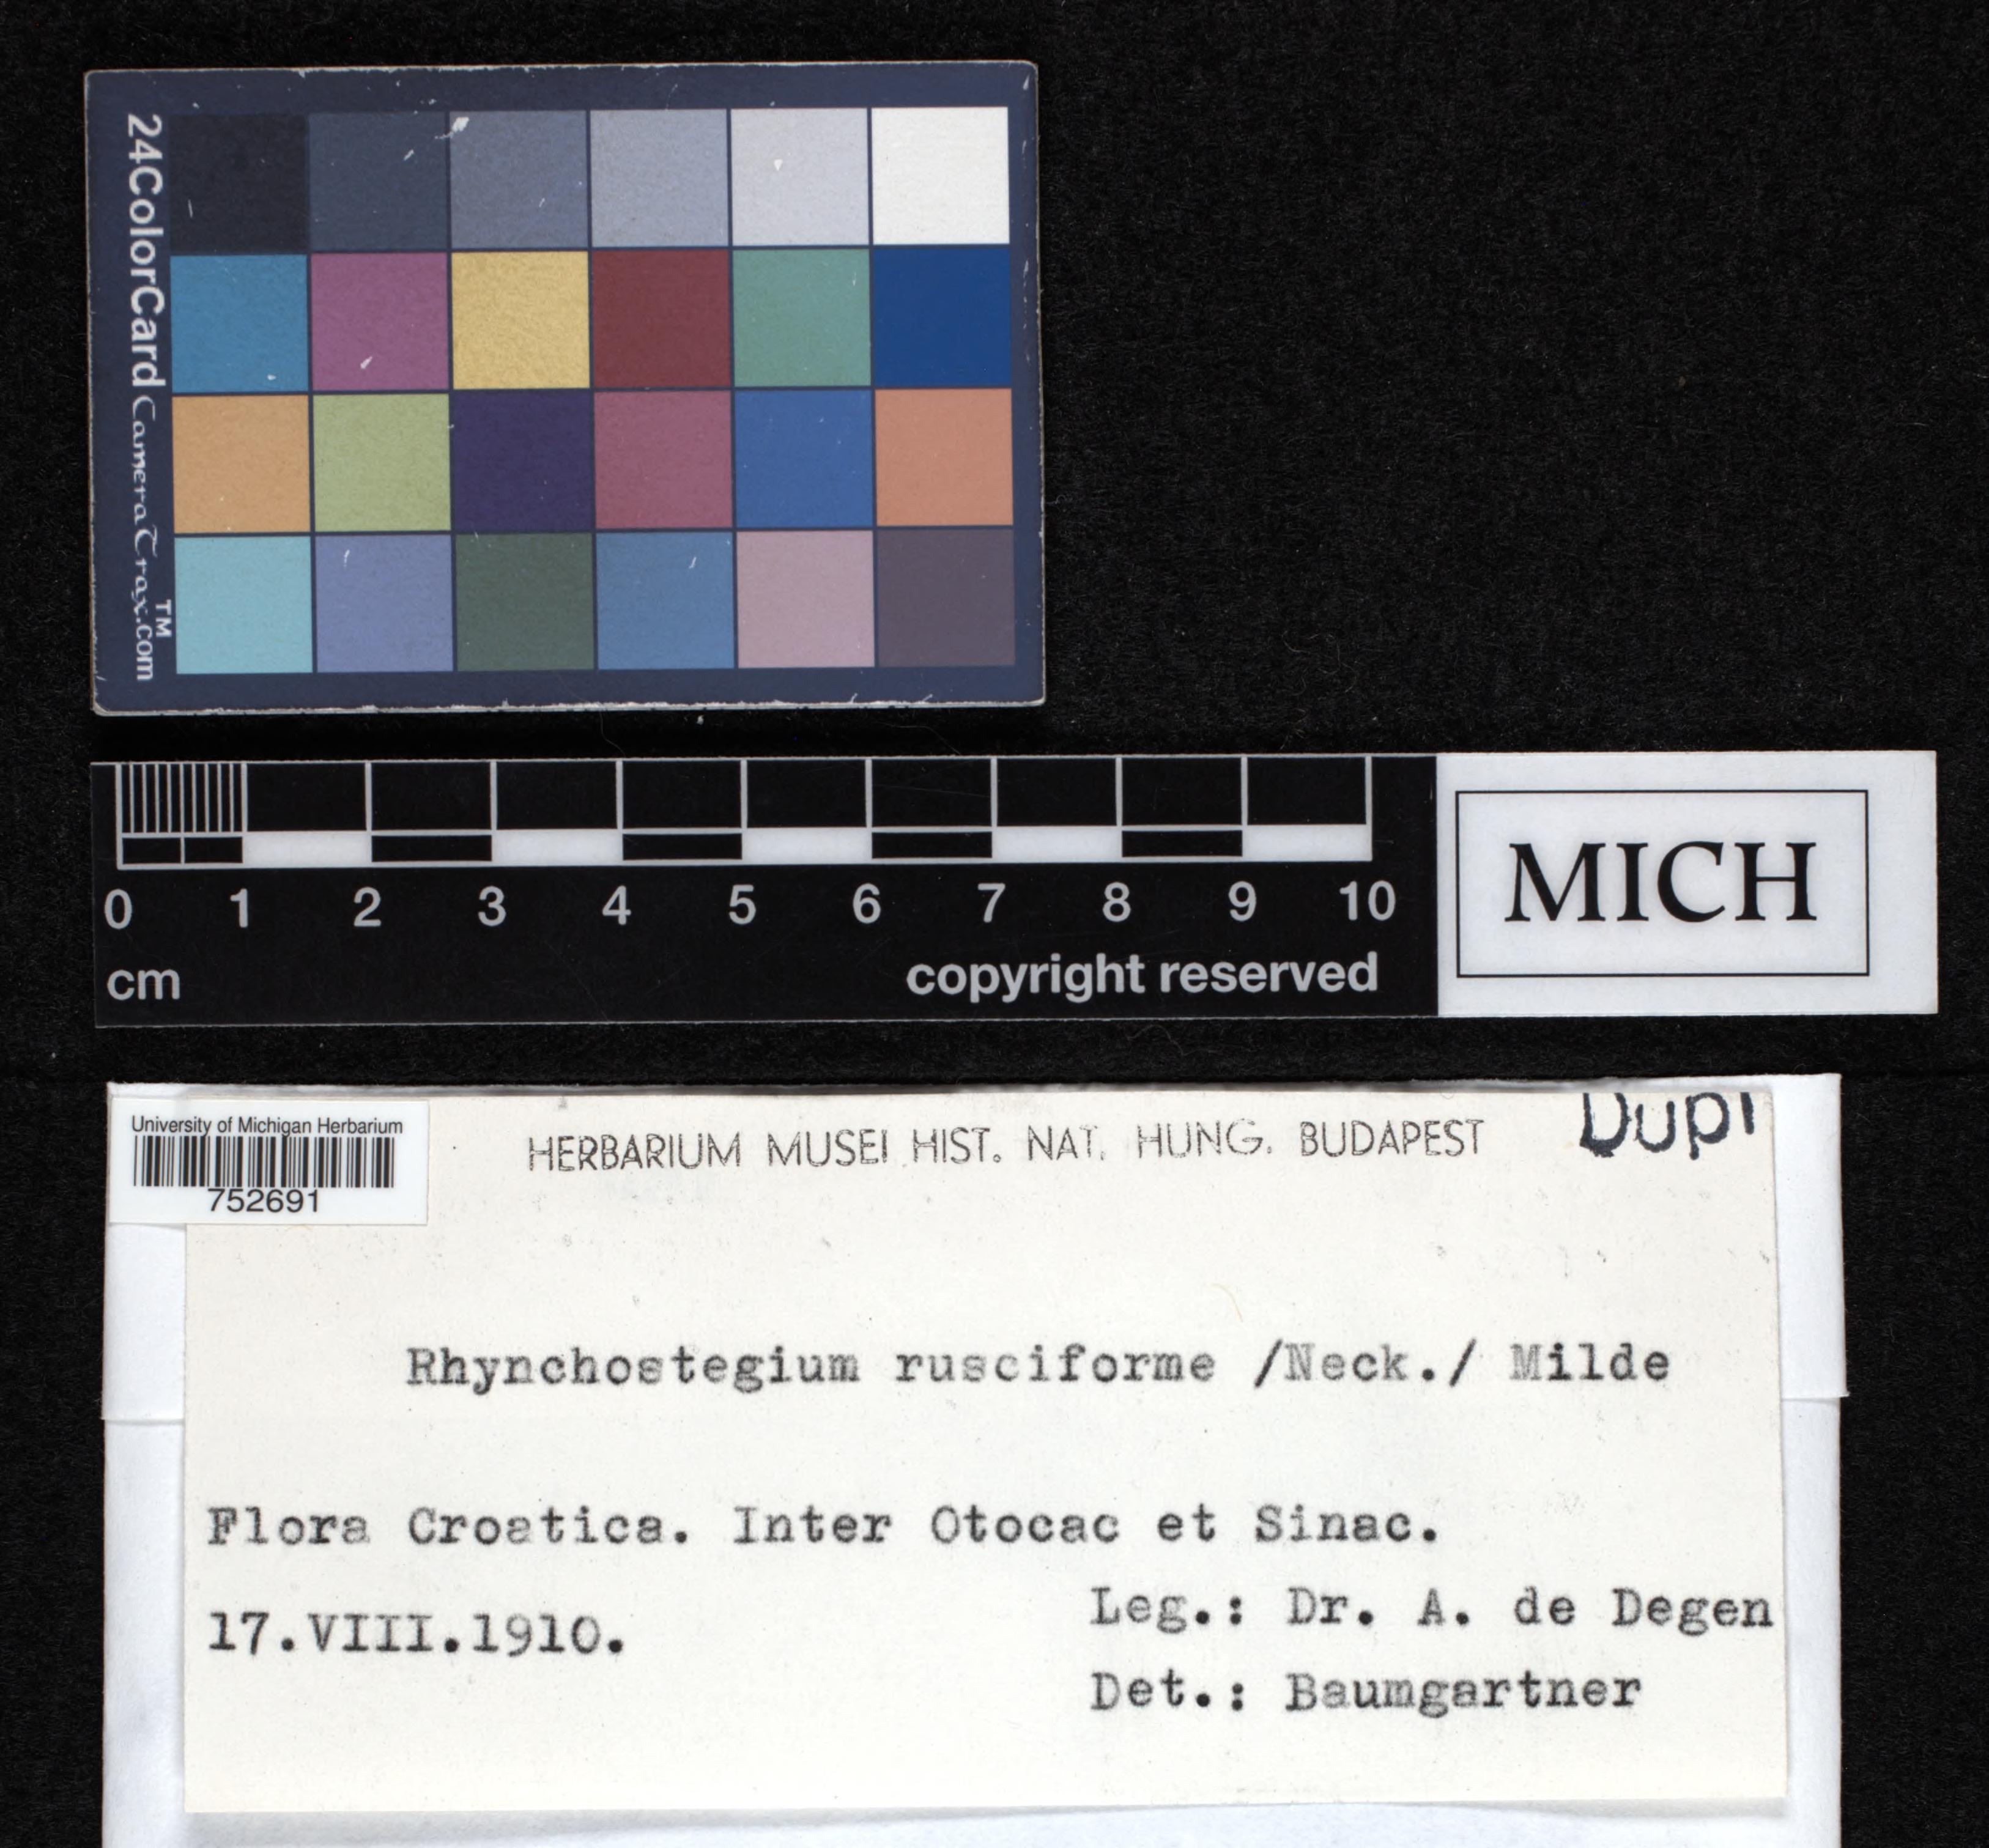 24ColorCard CameraTrax.com™
0 1 2 3 4 5 6 7 8 9 10
cm copyright reserved
MICH
University of Michigan Herbarium
752691
HERBARIUM MUSEI HIST. NAT. HUNG. BUDAPEST
Dupl
Rhynchostegium rusciforme /Neck./ Milde
Flora Croatica. Inter Otocac et Sinac.
17.VIII.1910.
Leg.: Dr. A. de Degen
Det.: Baumgartner